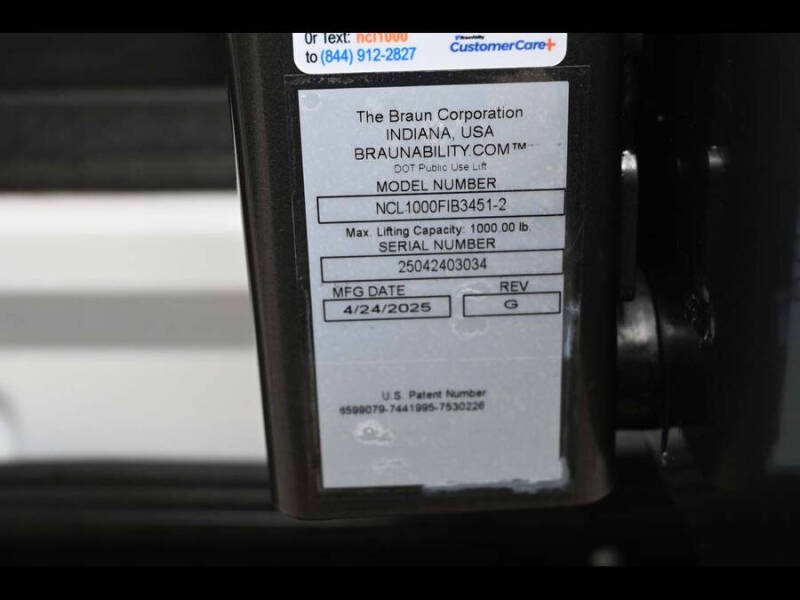 Or Text: ncl1000
to (844) 912-2827
BraunAbility
CustomerCare+
The Braun Corporation
INDIANA, USA
BRAUNABILITY.COM™
DOT Public Use Lift
MODEL NUMBER
NCL1000FIB3451-2
Max. Lifting Capacity: 1000.00 lb.
SERIAL NUMBER
25042403034
MFG DATE REV
4/24/2025 G
U.S. Patent Number
6599079-7441995-7530226